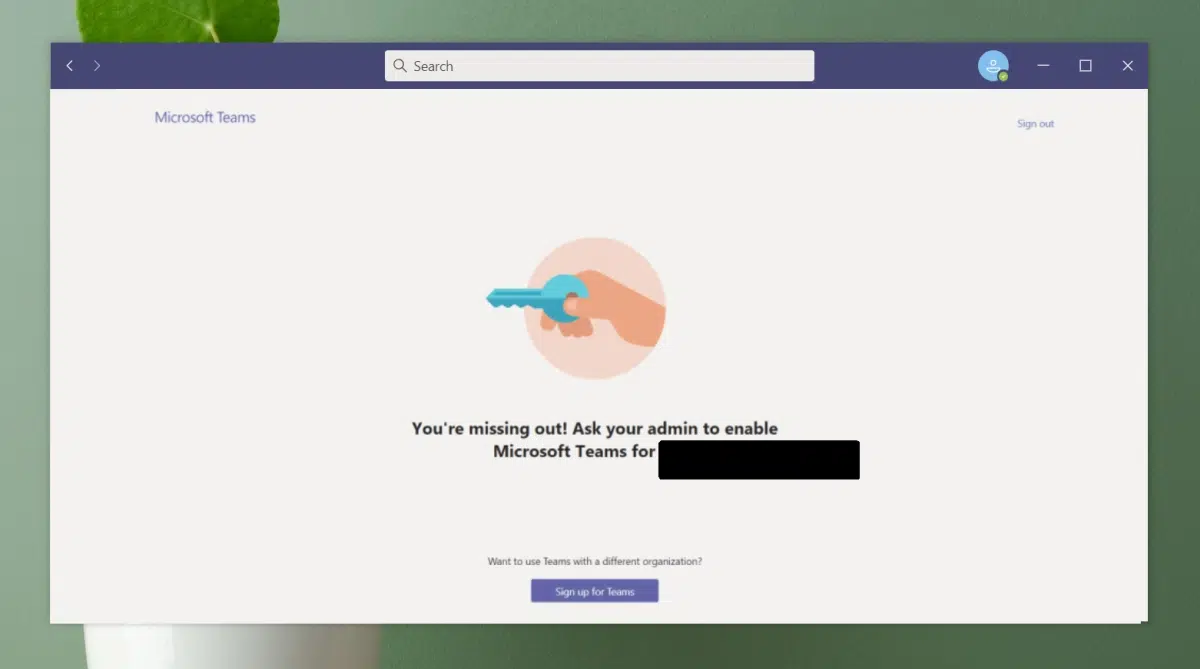 Search
Microsoft Teams
Sign out
You're missing out! Ask your admin to enable
Microsoft Teams for
Want to use Teams with a different organization?
Sign up for Teams